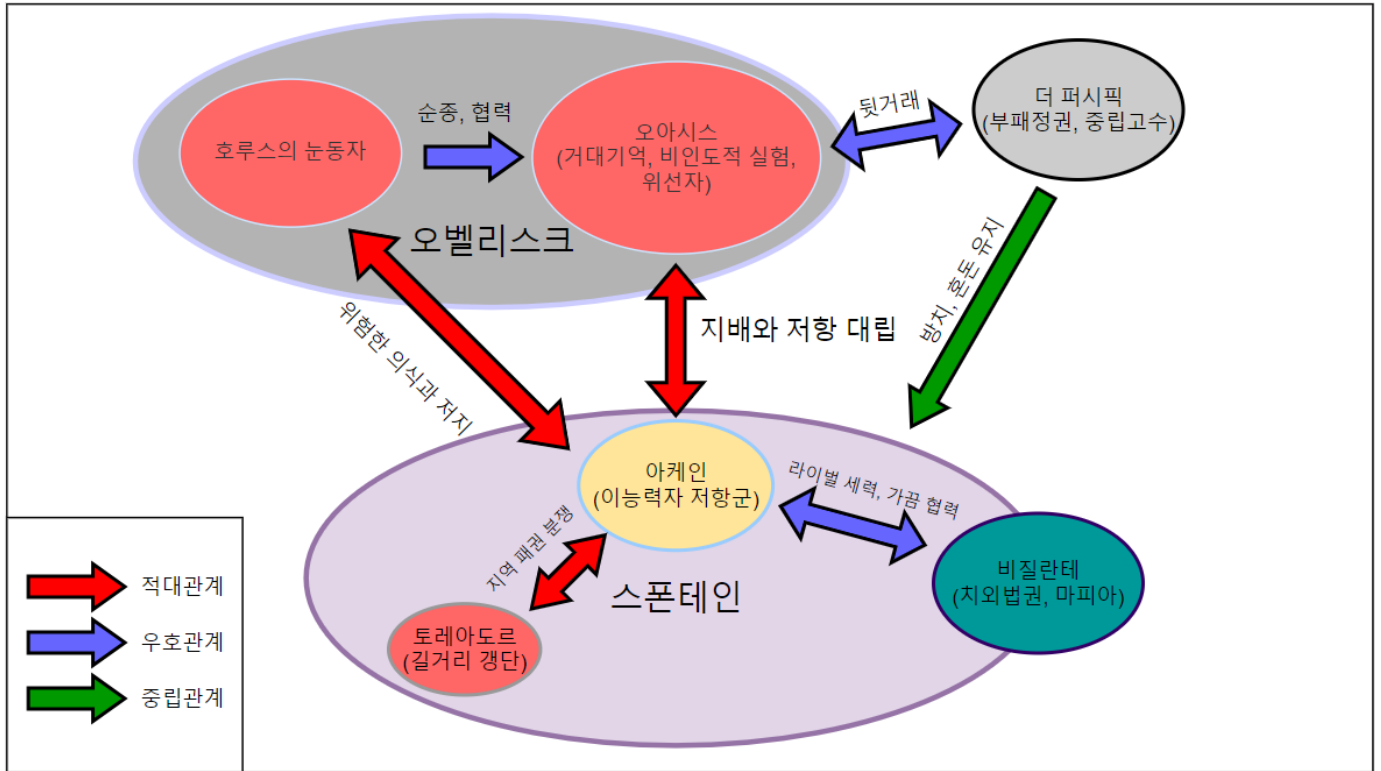 호루스의 눈동자
순종, 협력
오아시스
(거대기억, 비인도적 실험,
위선자)
뒷거래
더 퍼시픽
(부패정권, 중립고수)
오벨리스크
위험한 의식과 저지
지배와 저항 대립
방치, 혼돈 유지
아케인
(이능력자 저항군)
라이벌 세력, 가끔 협력
지역 패권 분쟁
스폰테인
비질란테
(치외법권, 마피아)
토레아도르
(길거리 갱단)
적대관계
우호관계
중립관계